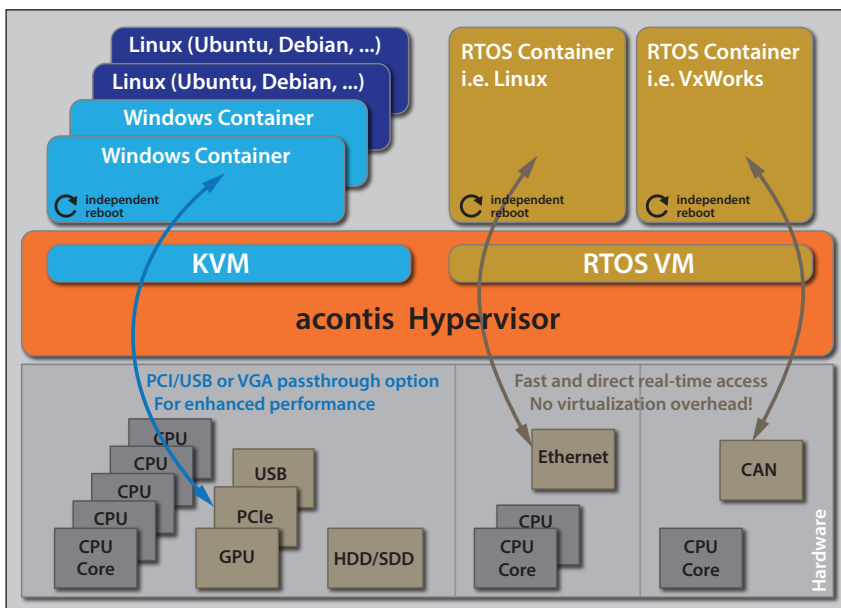 Linux (Ubuntu, Debian, ...)
Linux (Ubuntu, Debian, ...)
Windows Container
Windows Container
independent
reboot
RTOS Container
i.e. Linux
independent
reboot
RTOS Container
i.e. VxWorks
independent
reboot
KVM
RTOS VM
acontis Hypervisor
PCI/USB or VGA passthrough option
For enhanced performance
Fast and direct real-time access
No virtualization overhead!
CPU
CPU
CPU
CPU
CPU
Core
USB
PCIe
GPU
HDD/SDD
Ethernet
CPU
CPU
Core
CAN
CPU
Core
Hardware